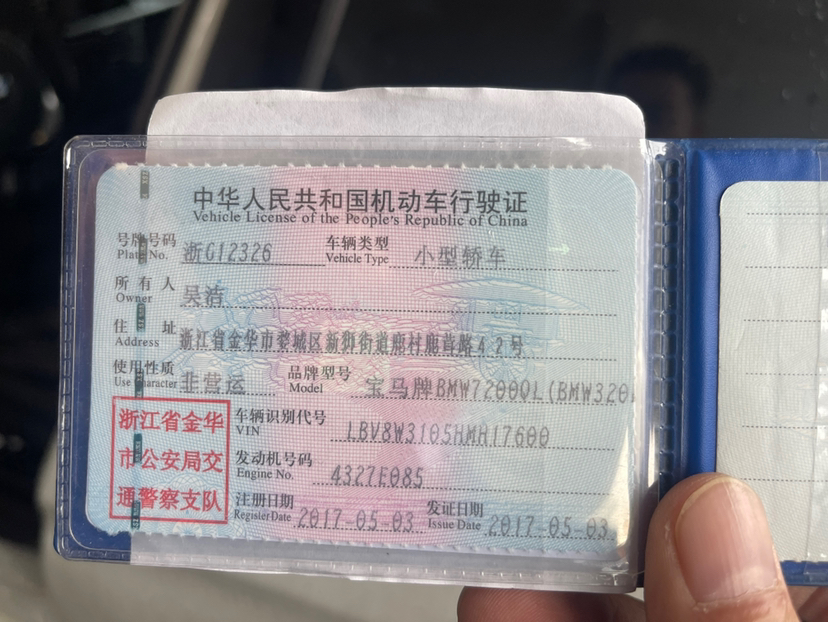 中华人民共和国机动车行驶证
Vehicle License of the People's Republic of China
号牌号码 浙G12326 车辆类型 小型轿车
Plate No. Vehicle Type
所有人 吴洁
Owner
住址 浙江省金华市婺城区新狮街道鹿村鹿首路42号
Address
使用性质 非营运 品牌型号 宝马牌BMW7200QL(BMW320
Use Character Model
浙江省金华
市公安局交
通警察支队
车辆识别代号 LBV8W3105HMH17600
VIN
发动机号码 4327E085
Engine No.
注册日期 2017-05-03 发证日期 2017-05-03
Register Date Issue Date